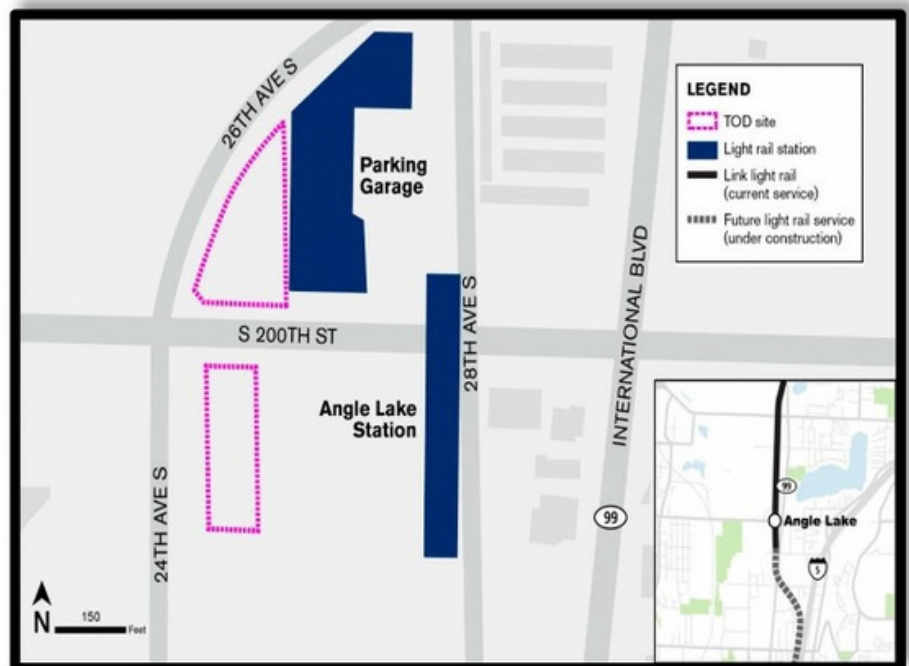 26TH AVE S
Parking
Garage
S 200TH ST
28TH AVE S
INTERNATIONAL BLVD
Angle Lake
Station
24TH AVE S
99
N
150
Feet
LEGEND
TOD site
Light rail station
Link light rail
(current service)
Future light rail service
(under construction)
99
Angle Lake
5